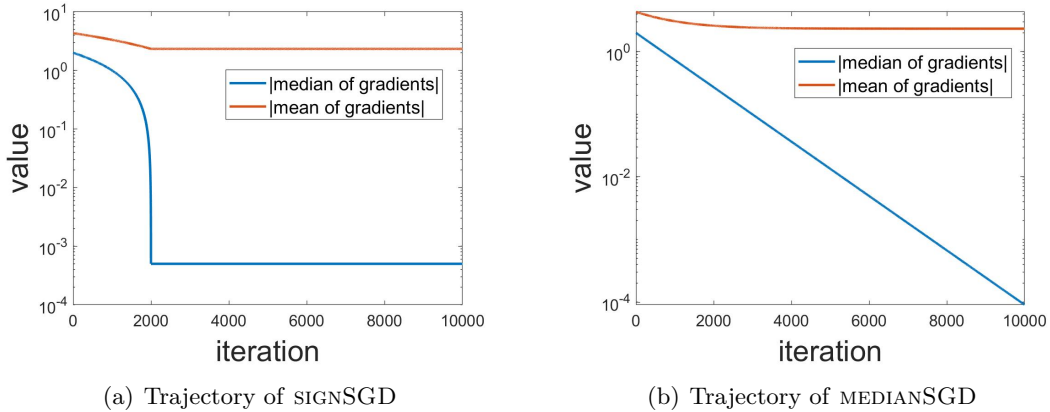 10^1
10^0
10^-1
10^-2
10^-3
10^-4
value
0 2000 4000 6000 8000 10000
iteration
|median of gradients|
|mean of gradients|
(a) Trajectory of SIGNSGD
10^0
10^-2
10^-4
value
0 2000 4000 6000 8000 10000
iteration
|median of gradients|
|mean of gradients|
(b) Trajectory of MEDIANSGD